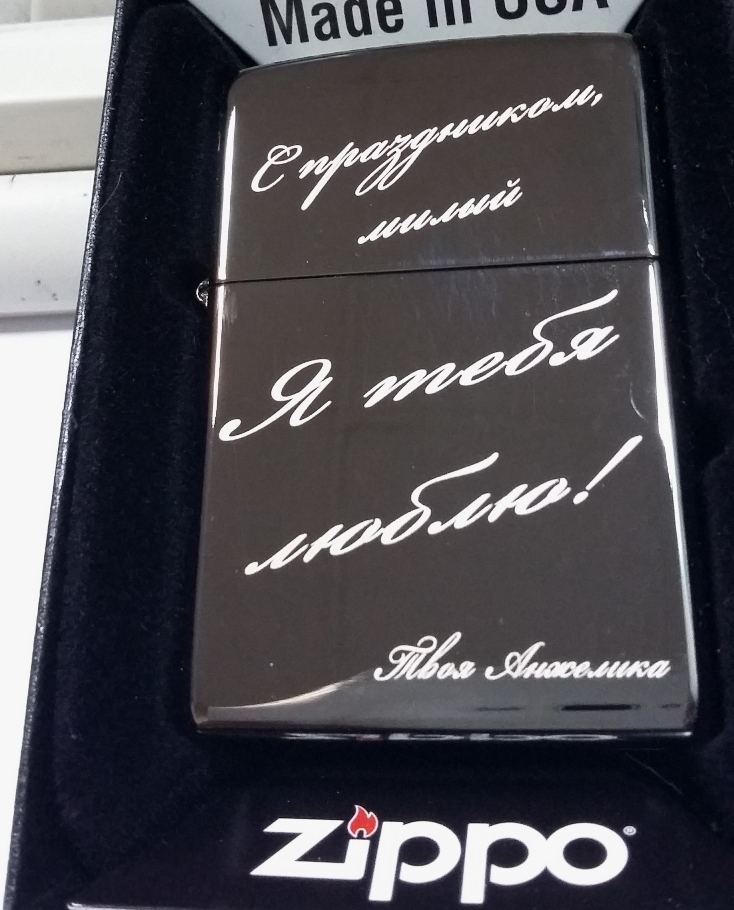 Made in USA
С праздником,
милый
Я тебя
люблю!
Твоя Анжелика
zippo®